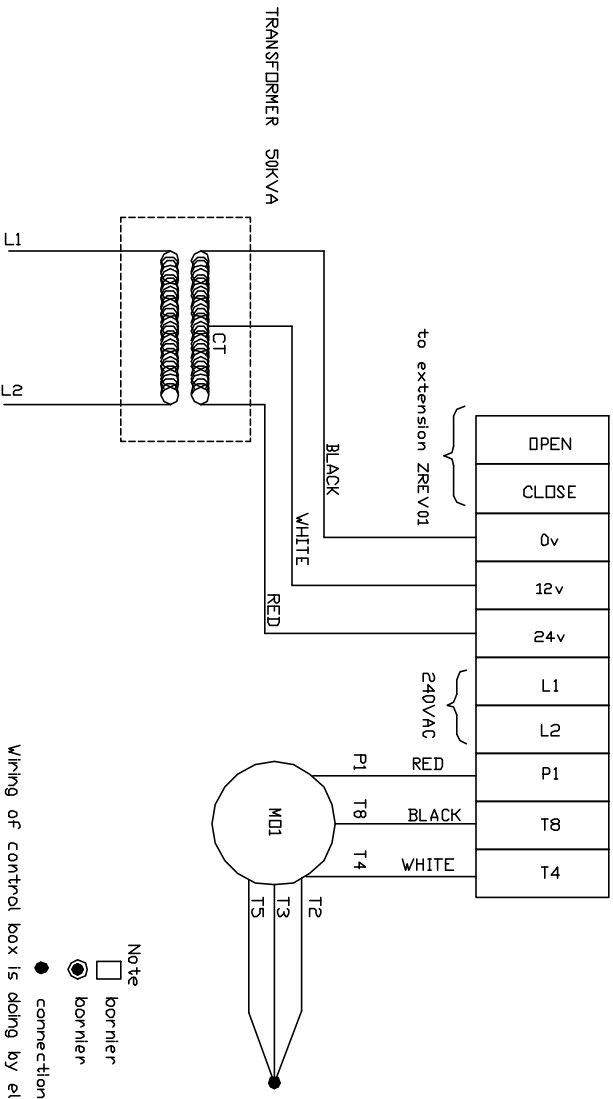 TRANSFORMER 50KVA
L1
L2
CT
BLACK
WHITE
RED
to extension ZREV01
OPEN
CLOSE
0v
12v
24v
L1
L2
P1
T8
T4
240VAC
P1 RED
T8 BLACK
T4 WHITE
M01
T2
T3
T5
Note
bornier
bornier
connection
Wiring of control box is doing by el